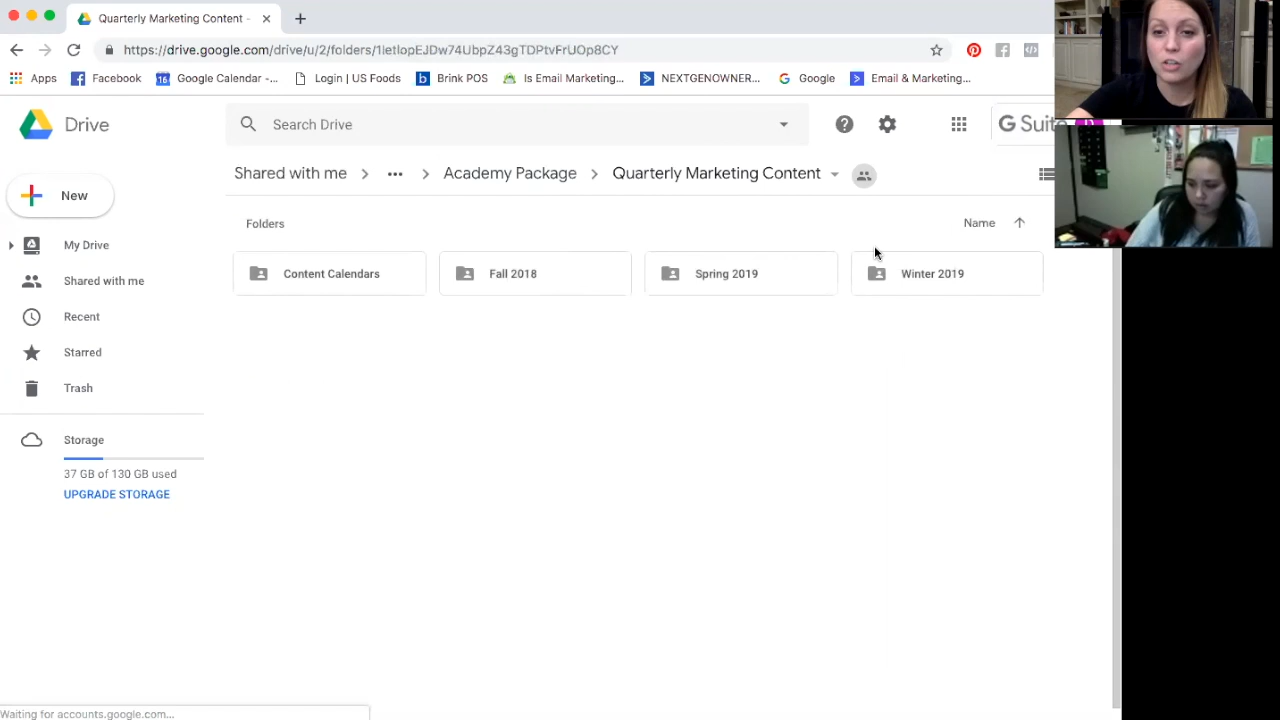 Quarterly Marketing Content -
https://drive.google.com/drive/u/2/folders/1letlopEJDw74UbpZ43gTDPtvFrUOp8CY
Apps Facebook 16 Google Calendar -... Login | US Foods b Brink POS Is Email Marketing... NEXTGENOWNER... Google Email & Marketing...
Drive
Search Drive
G Suite
Shared with me > ... > Academy Package > Quarterly Marketing Content
New
My Drive
Shared with me
Recent
Starred
Trash
Storage
37 GB of 130 GB used
UPGRADE STORAGE
Folders
Name
Content Calendars
Fall 2018
Spring 2019
Winter 2019
Waiting for accounts.google.com...